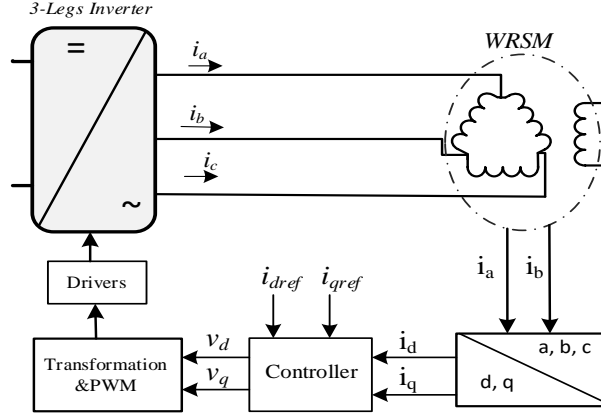 3-Legs Inverter
=
~
i_a
i_b
i_c
WRSM
Drivers
i_dref
i_qref
i_a
i_b
v_d
v_q
i_d
i_q
Transformation
&PWM
Controller
a, b, c
d, q